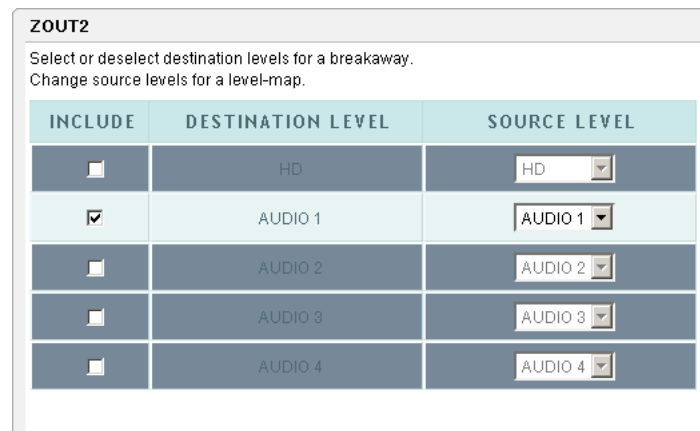 ZOUT2
Select or deselect destination levels for a breakaway.
Change source levels for a level-map.
INCLUDE DESTINATION LEVEL SOURCE LEVEL
HD HD
AUDIO 1 AUDIO 1
AUDIO 2 AUDIO 2
AUDIO 3 AUDIO 3
AUDIO 4 AUDIO 4